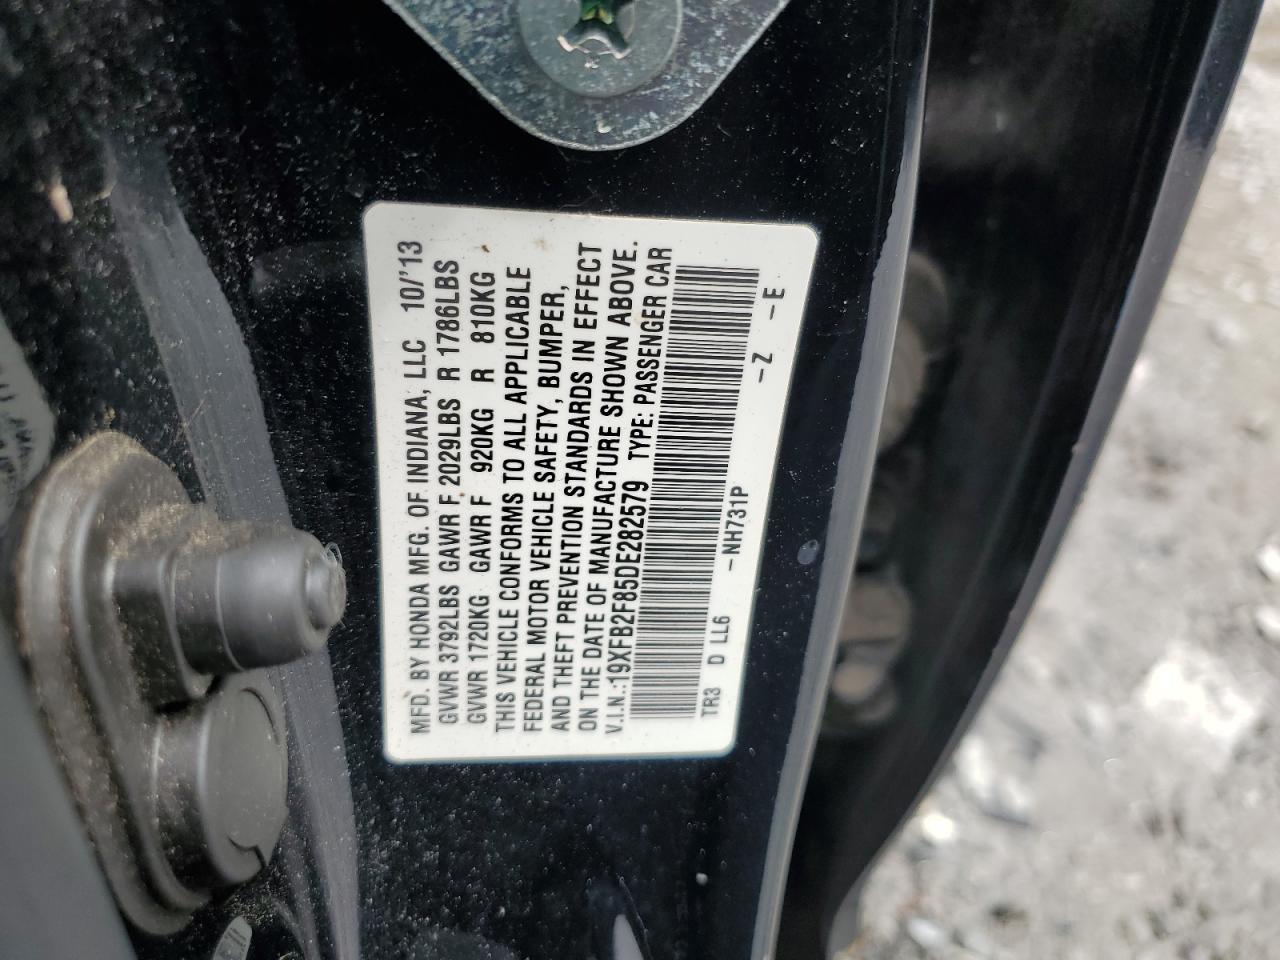 MFD. BY HONDA MFG. OF INDIANA, LLC 10/'13
GVWR 3792LBS GAWR F 2029LBS R 1786LBS
GVWR 1720KG GAWR F 920KG R 810KG
THIS VEHICLE CONFORMS TO ALL APPLICABLE
FEDERAL MOTOR VEHICLE SAFETY, BUMPER,
AND THEFT PREVENTION STANDARDS IN EFFECT
ON THE DATE OF MANUFACTURE SHOWN ABOVE.
V.I.N.:19XFB2F85DE282579 TYPE: PASSENGER CAR
TR3 D LL6 -NH731P -Z -E